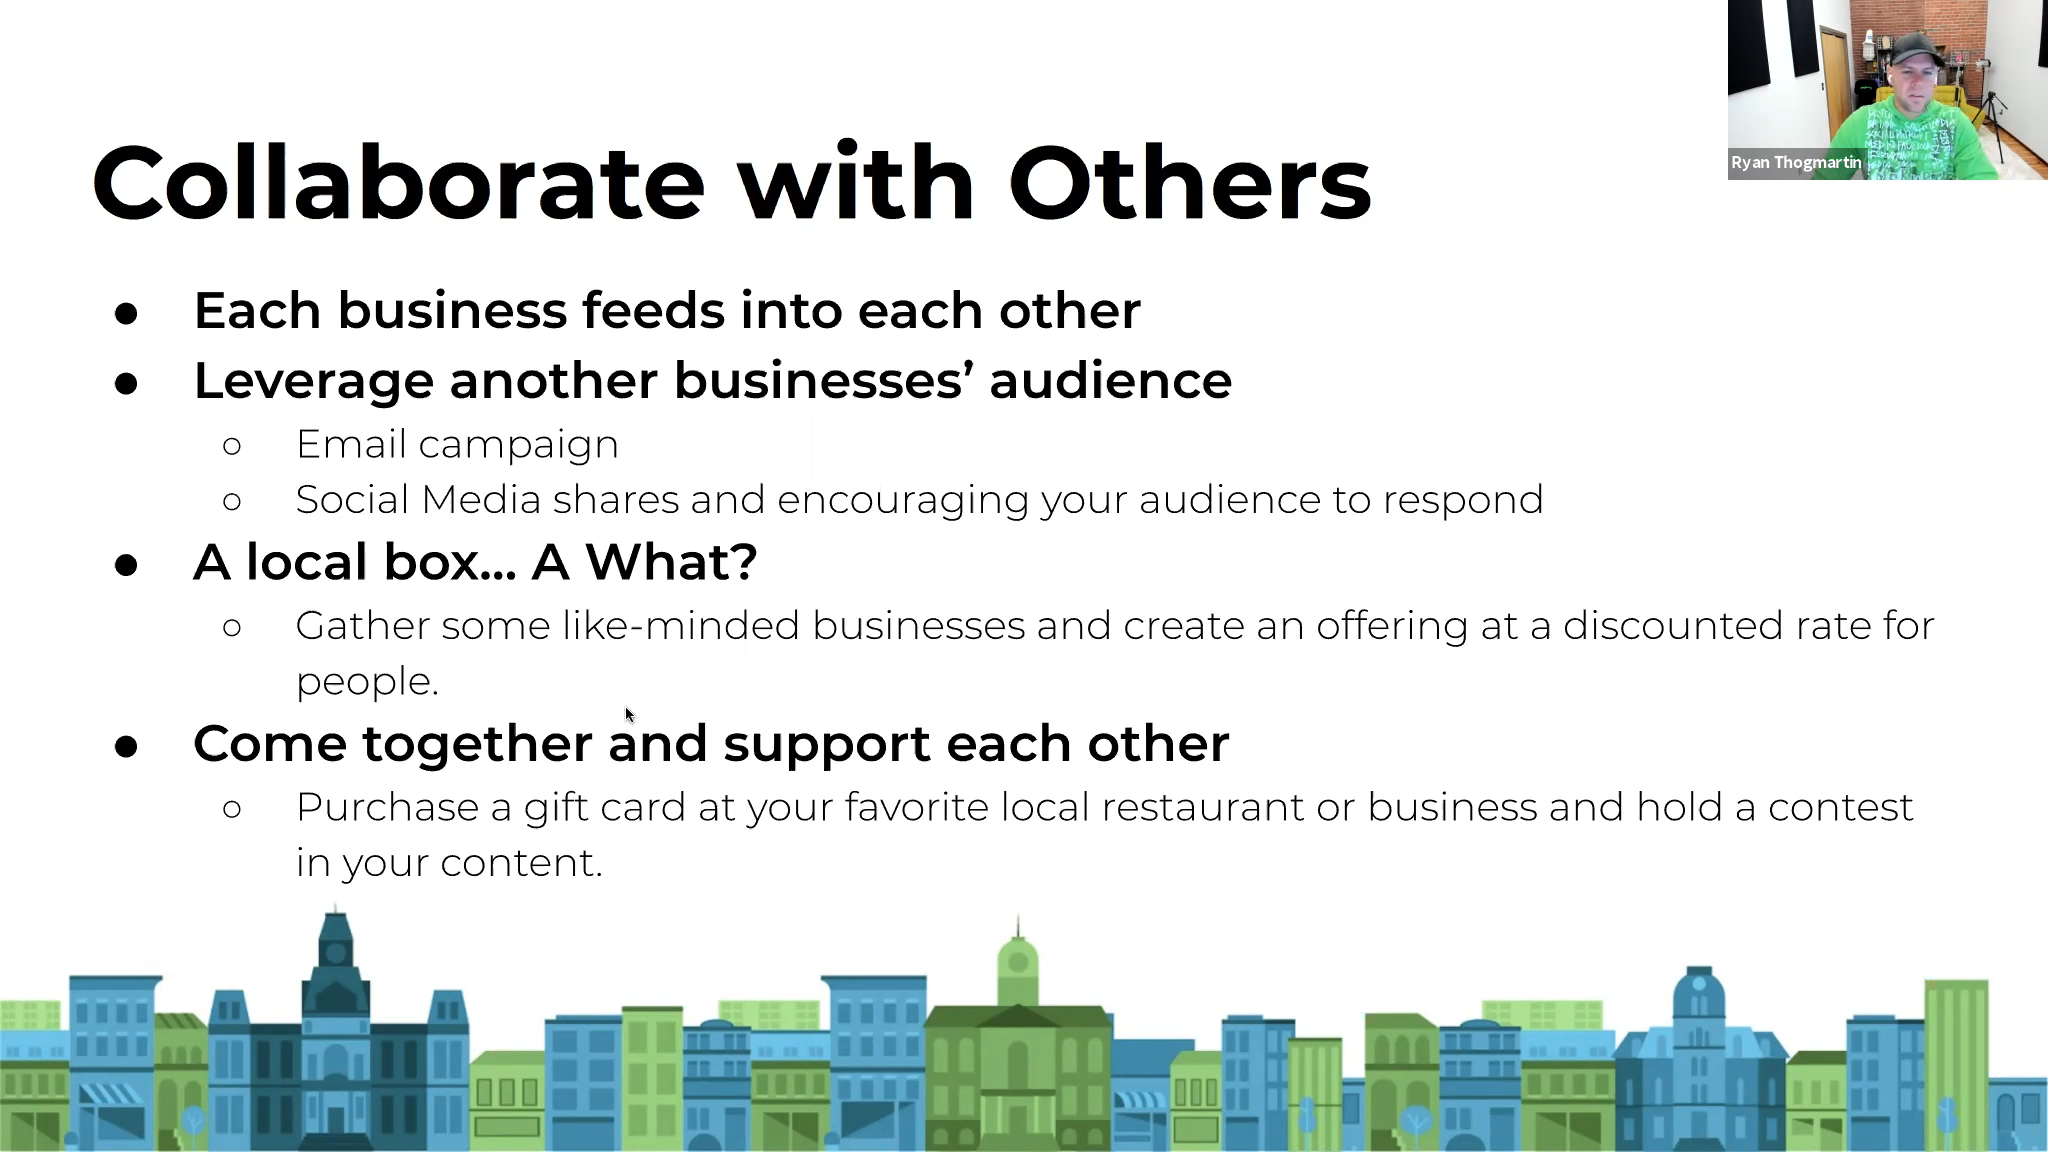 Collaborate with Others
Ryan Thogmartin
● Each business feeds into each other
● Leverage another businesses’ audience
○ Email campaign
○ Social Media shares and encouraging your audience to respond
● A local box... A What?
○ Gather some like-minded businesses and create an offering at a discounted rate for
people.
● Come together and support each other
○ Purchase a gift card at your favorite local restaurant or business and hold a contest
in your content.